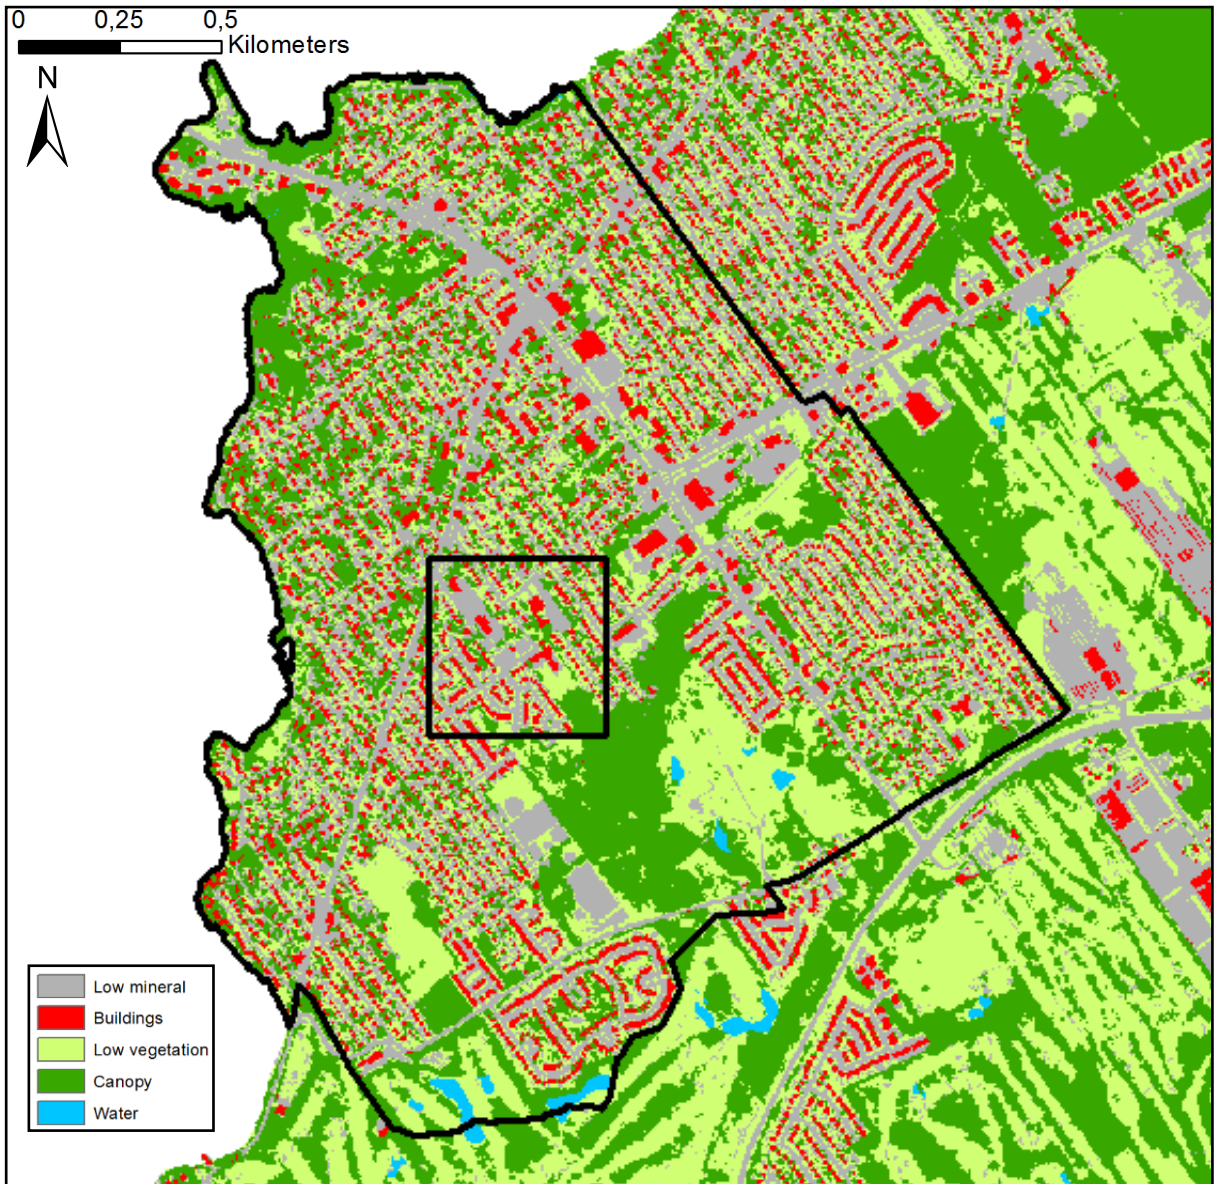 0 0,25 0,5
Kilometers
N
Low mineral
Buildings
Low vegetation
Canopy
Water